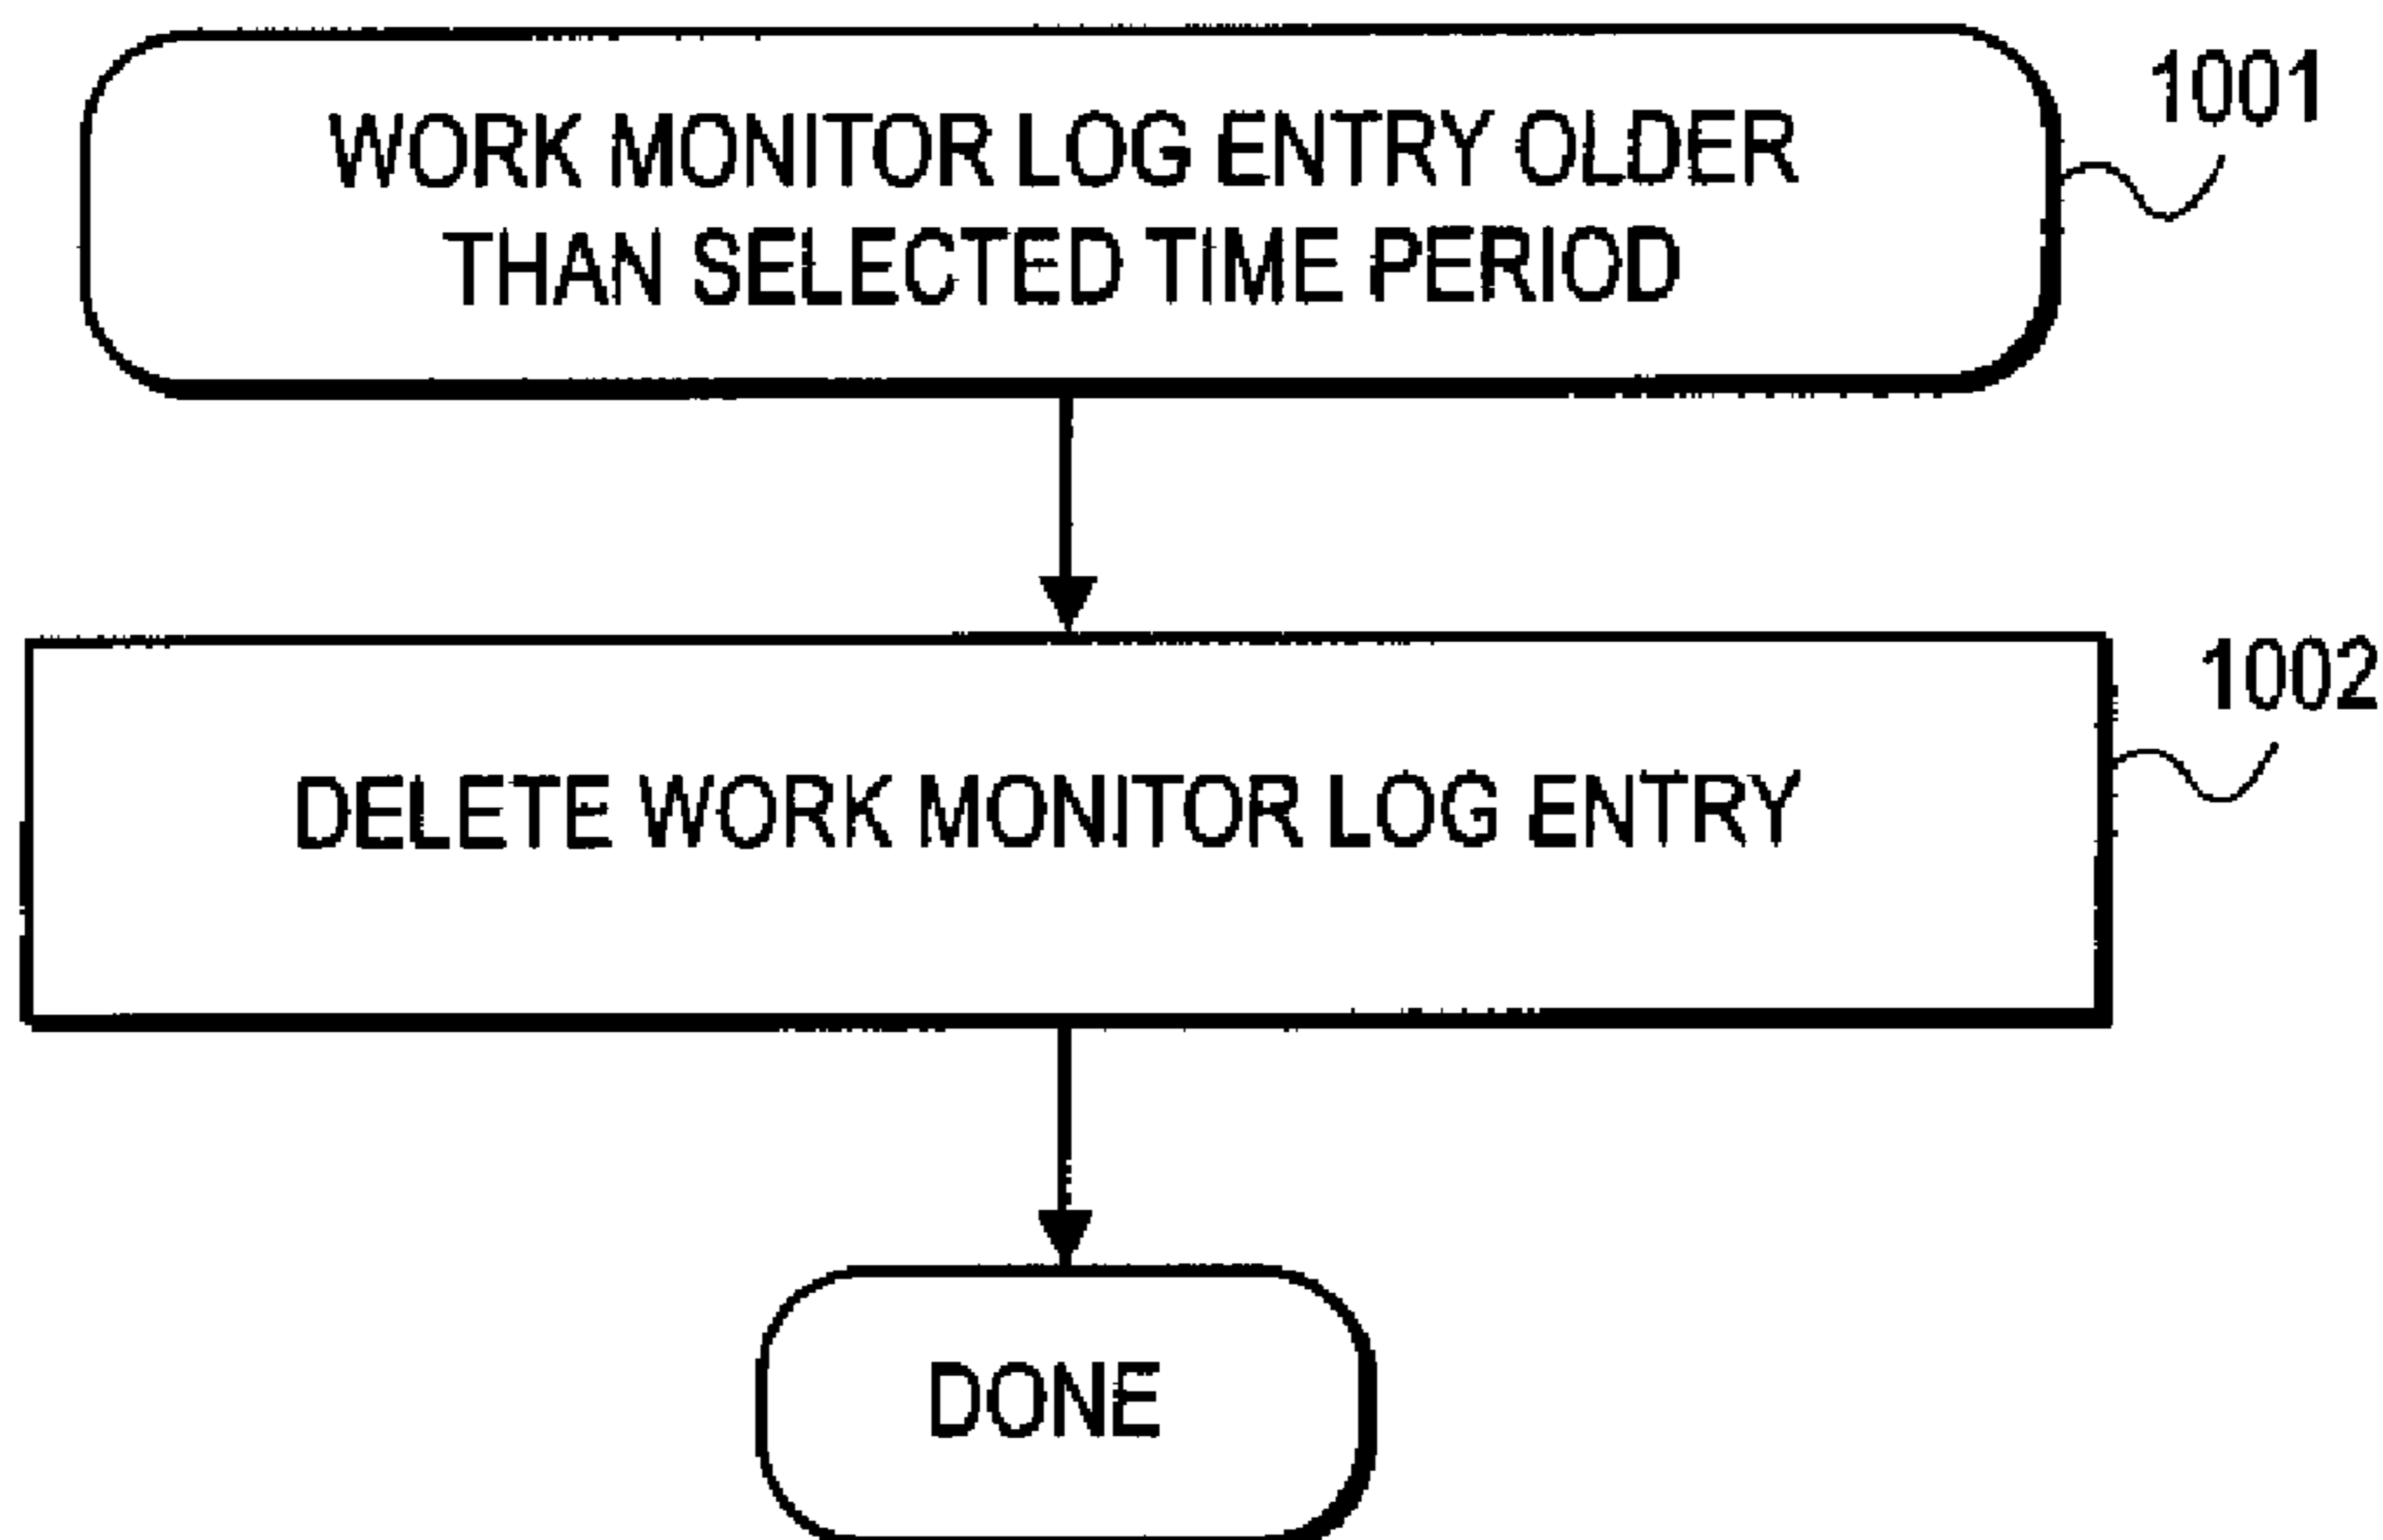 WORK MONITOR LOG ENTRY OLDER
THAN SELECTED TIME PERIOD
1001
DELETE WORK MONITOR LOG ENTRY
1002
DONE